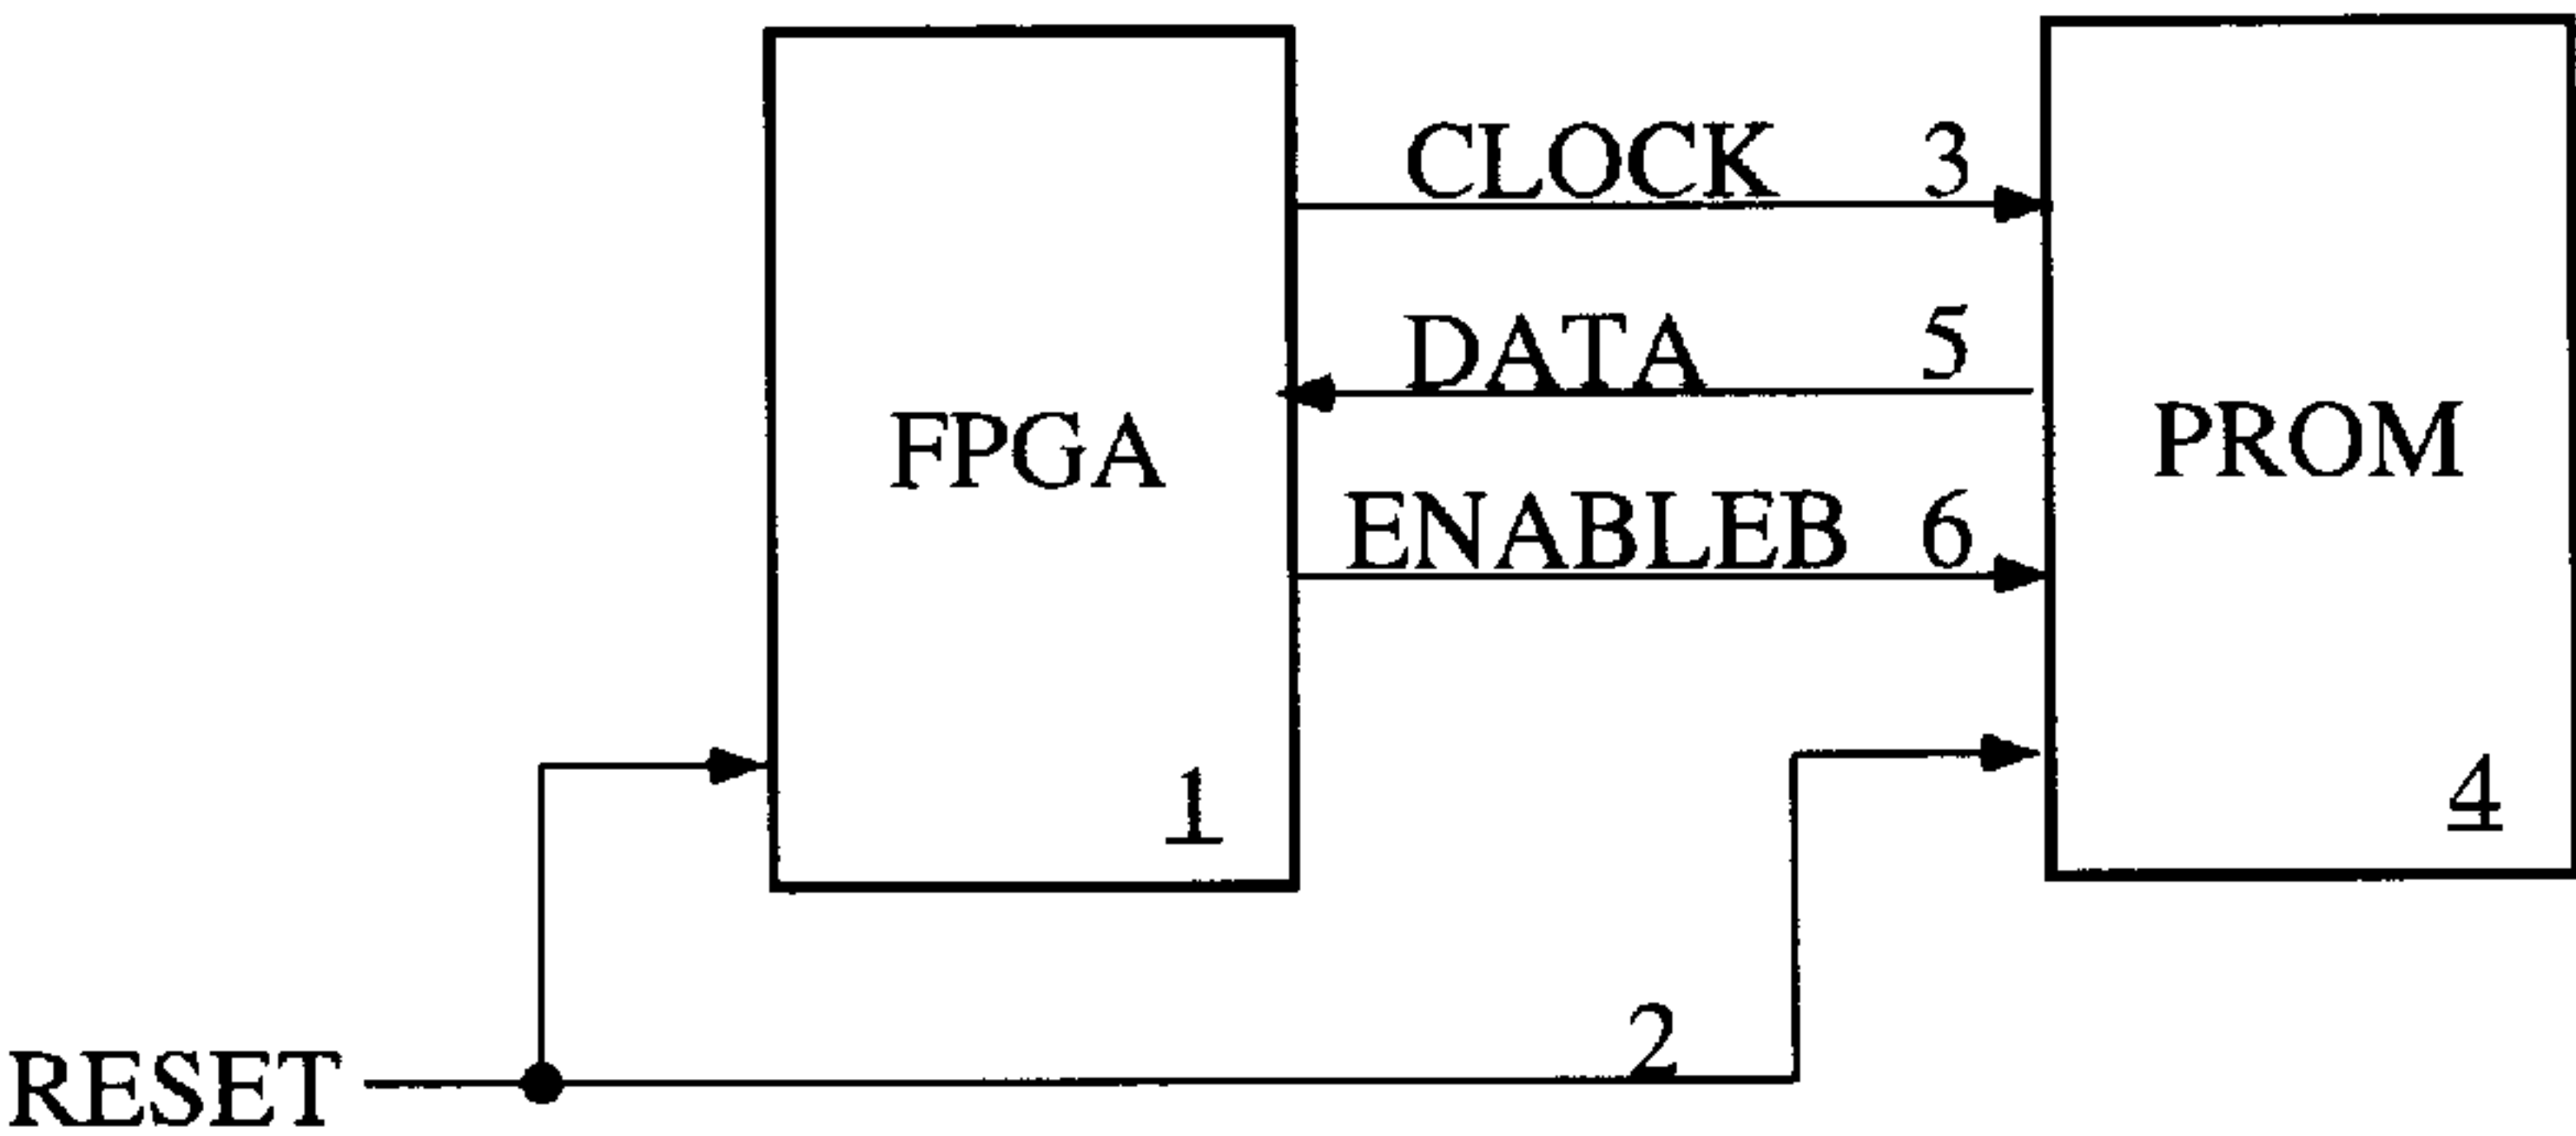 CLOCK 3
DATA 5
FPGA
PROM
ENABLEB 6
1
4
2
RESET